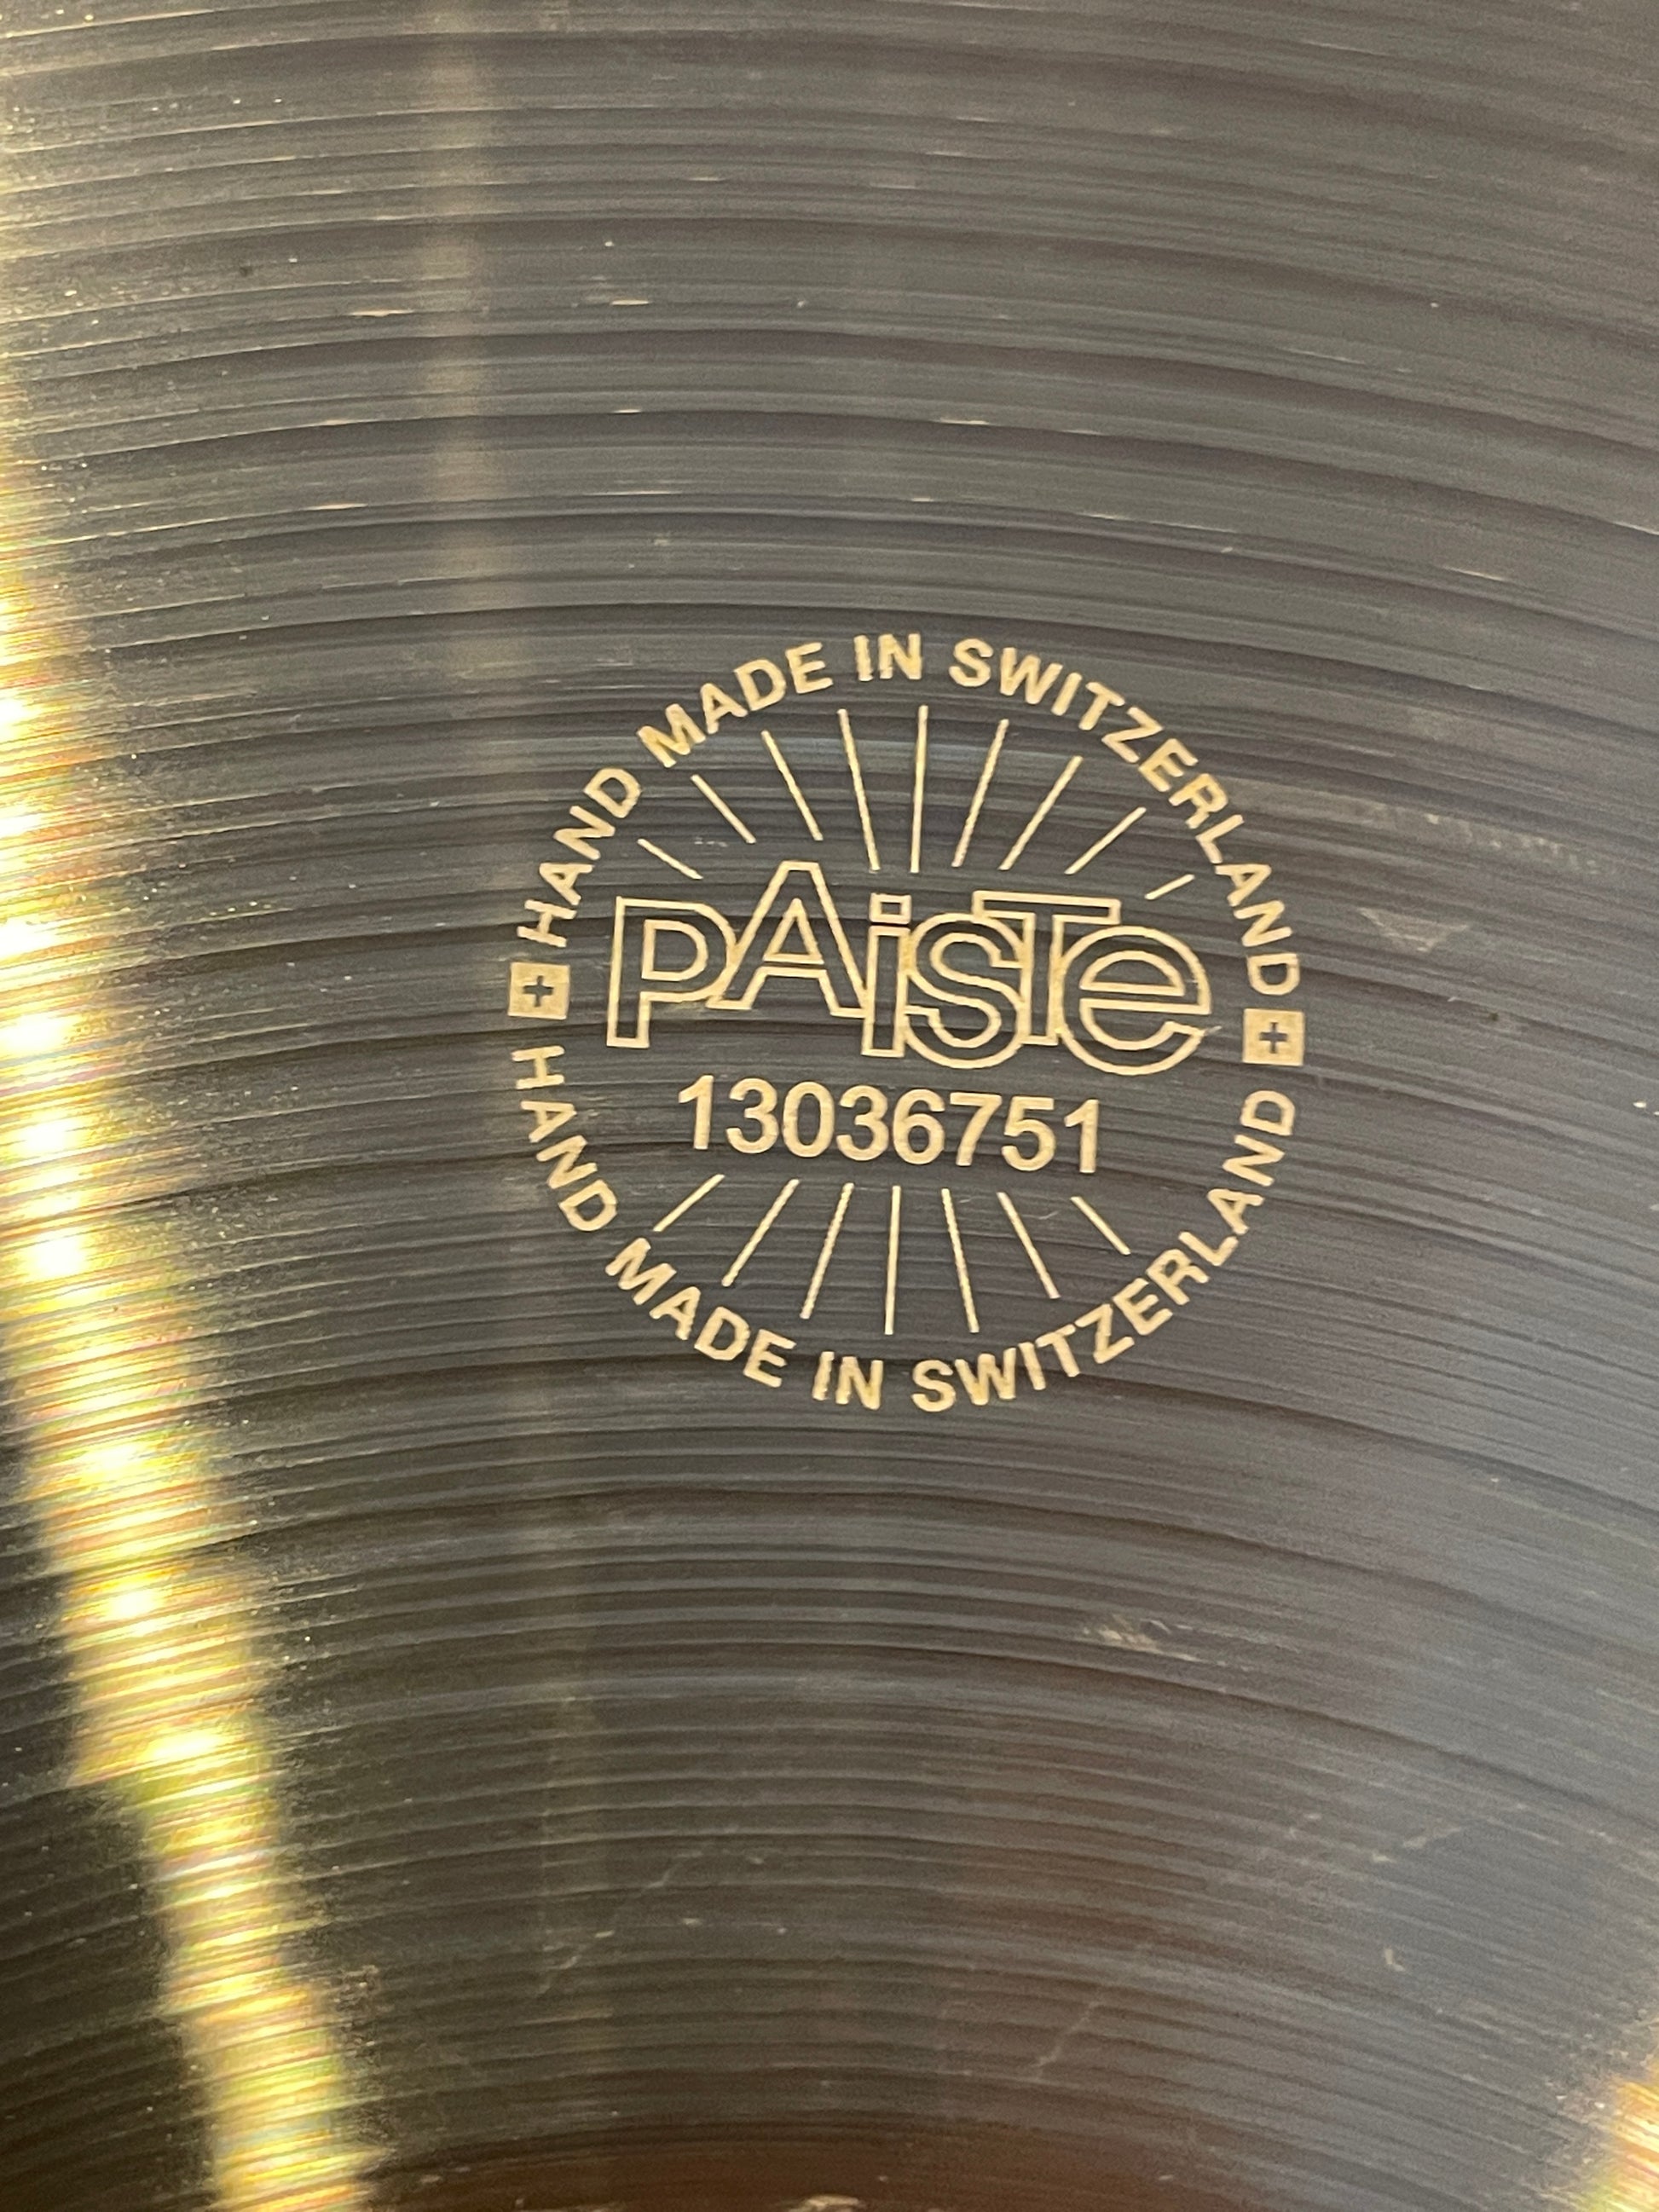 HAND MADE IN SWITZERLAND
PAiSTe
13036751
HAND MADE IN SWITZERLAND